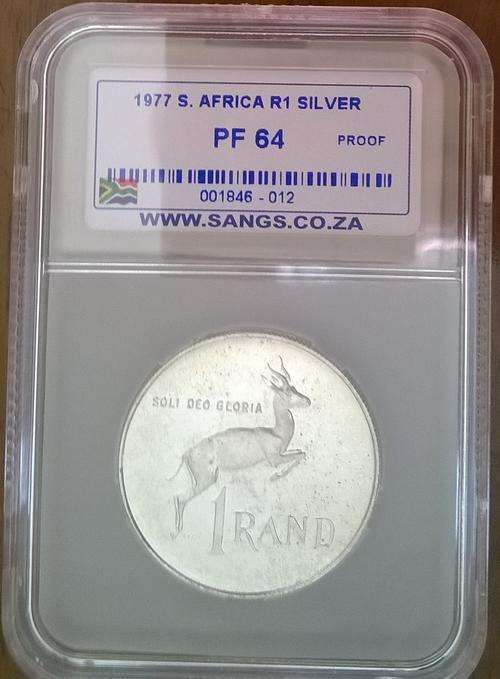 1977 S. AFRICA R1 SILVER
PF 64 PROOF
001846 - 012
WWW.SANGS.CO.ZA
SOLI DEO GLORIA
1 RAND